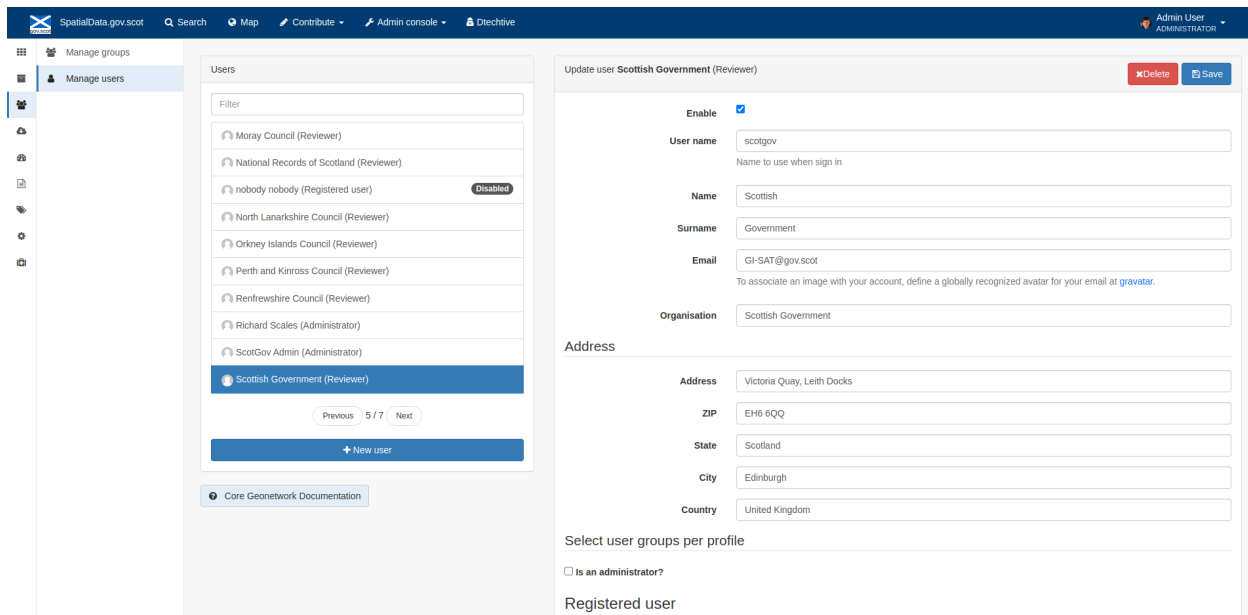 gov.scot
SpatialData.gov.scot
Search
Map
Contribute
Admin console
Dtechtive
Admin User
ADMINISTRATOR
Manage groups
Manage users
Users
Filter
Moray Council (Reviewer)
National Records of Scotland (Reviewer)
nobody nobody (Registered user)
Disabled
North Lanarkshire Council (Reviewer)
Orkney Islands Council (Reviewer)
Perth and Kinross Council (Reviewer)
Renfrewshire Council (Reviewer)
Richard Scales (Administrator)
ScotGov Admin (Administrator)
Scottish Government (Reviewer)
Previous 5 / 7 Next
New user
Core Geonetwork Documentation
Update user Scottish Government (Reviewer)
Delete
Save
Enable
User name scotgov
Name to use when sign in
Name Scottish
Surname Government
Email GI-SAT@gov.scot
To associate an image with your account, define a globally recognized avatar for your email at gravatar.
Organisation Scottish Government
Address
Address Victoria Quay, Leith Docks
ZIP EH6 6QQ
State Scotland
City Edinburgh
Country United Kingdom
Select user groups per profile
Is an administrator?
Registered user